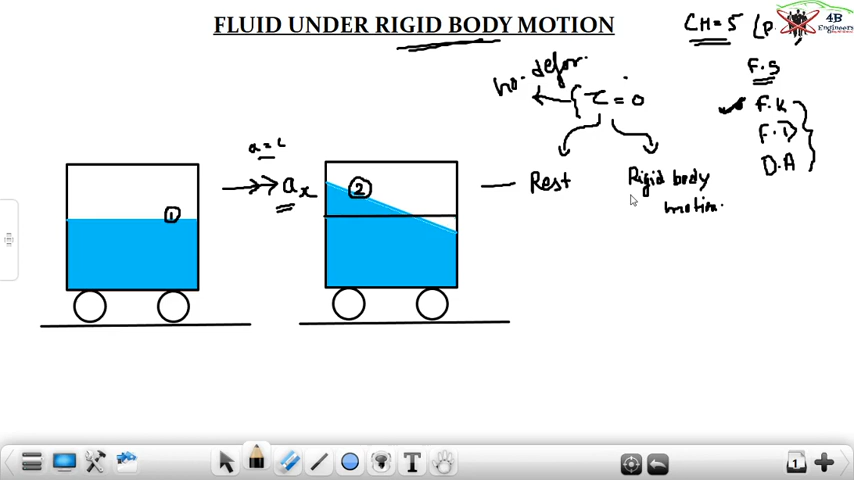 FLUID UNDER RIGID BODY MOTION
CH=5 (P.
4B
Engineers
F.S
no. defor.
τ = 0
F.K
F.D
D.A
a = c
→ ax
①
②
Rest
Rigid body
motion.
T
1